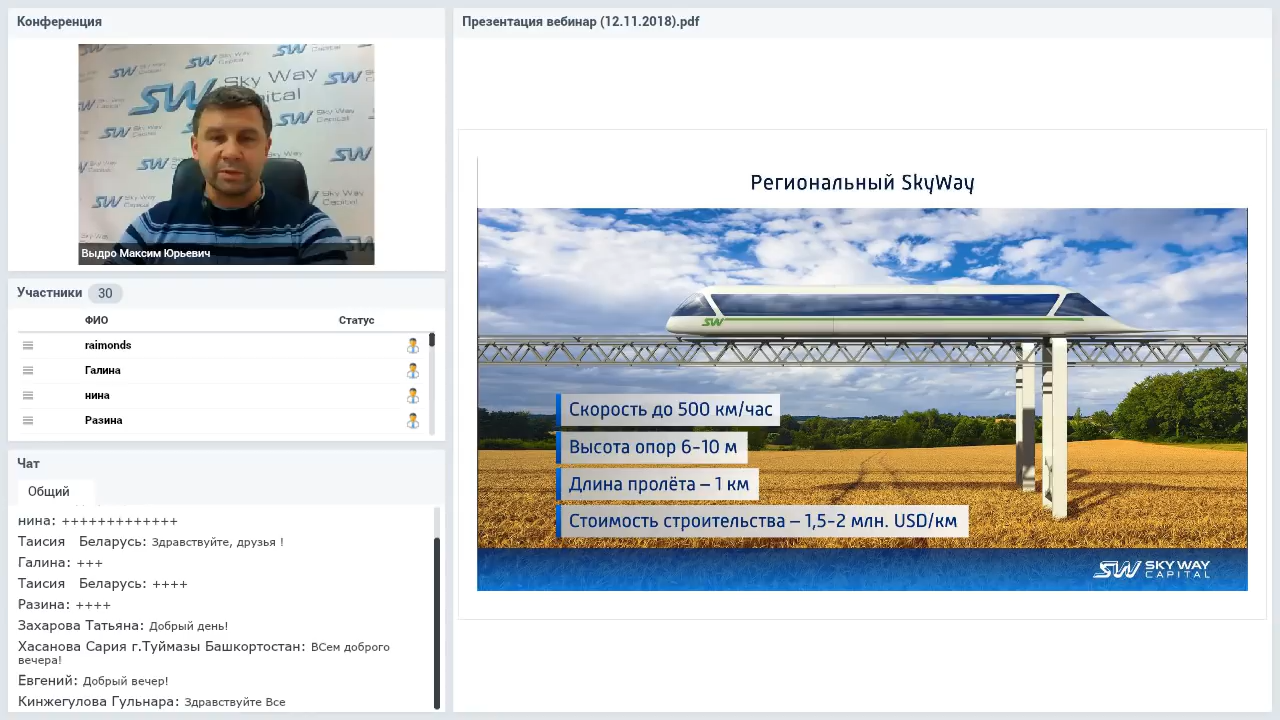 Конференция
SW Sky Way
Capital
Выдро Максим Юрьевич
Участники 30
ФИО Статус
raimonds
Галина
нина
Разина
Чат
Общий
нина: +++++++++++++
Таисия Беларусь: Здравствуйте, друзья !
Галина: +++
Таисия Беларусь: ++++
Разина: ++++
Захарова Татьяна: Добрый день!
Хасанова Сария г.Туймазы Башкортостан: ВСем доброго
вечера!
Евгений: Добрый вечер!
Кинжегулова Гульнара: Здравствуйте Все
Презентация вебинар (12.11.2018).pdf
Региональный SkyWay
SW
Скорость до 500 км/час
Высота опор 6-10 м
Длина пролёта – 1 км
Стоимость строительства – 1,5-2 млн. USD/км
SW SKY WAY
CAPITAL